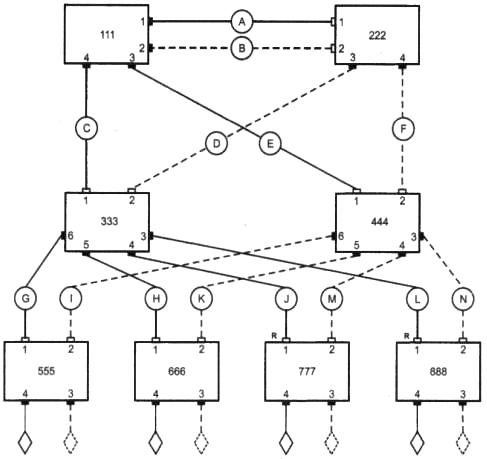 111 1 A 1 222
2 B 2
4 3 3 4
C D E F
1 2 1 2
333 444
6 3 6 3
5 4 5 4
G I H K J M L N
R R
1 2 1 2 1 2 1 2
555 666 777 888
4 3 4 3 4 3 4 3